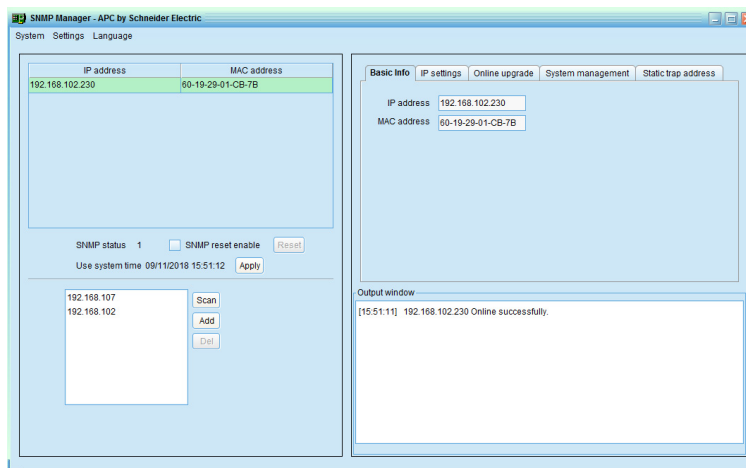 SNMP Manager - APC by Schneider Electric
System Settings Language
IP address MAC address
192.168.102.230 60-19-29-01-CB-7B
SNMP status 1 SNMP reset enable Reset
Use system time 09/11/2018 15:51:12 Apply
192.168.107
192.168.102
Scan
Add
Del
Basic Info IP settings Online upgrade System management Static trap address
IP address 192.168.102.230
MAC address 60-19-29-01-CB-7B
Output window
[15:51:11] 192.168.102.230 Online successfully.